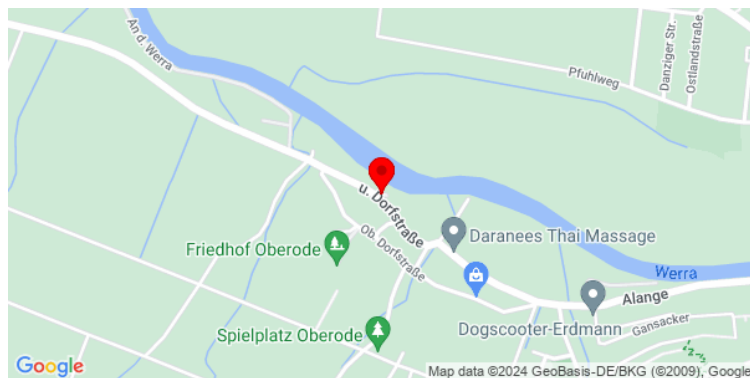 An d. Werra
Danziger Str.
Ostlandstraße
Pfuhlweg
u. Dorfstraße
Ob. Dorfstraße
Friedhof Oberode
Daranees Thai Massage
Werra
Alange
Spielplatz Oberode
Dogscooter-Erdmann
Gansacker
Google
Map data ©2024 GeoBasis-DE/BKG (©2009), Google